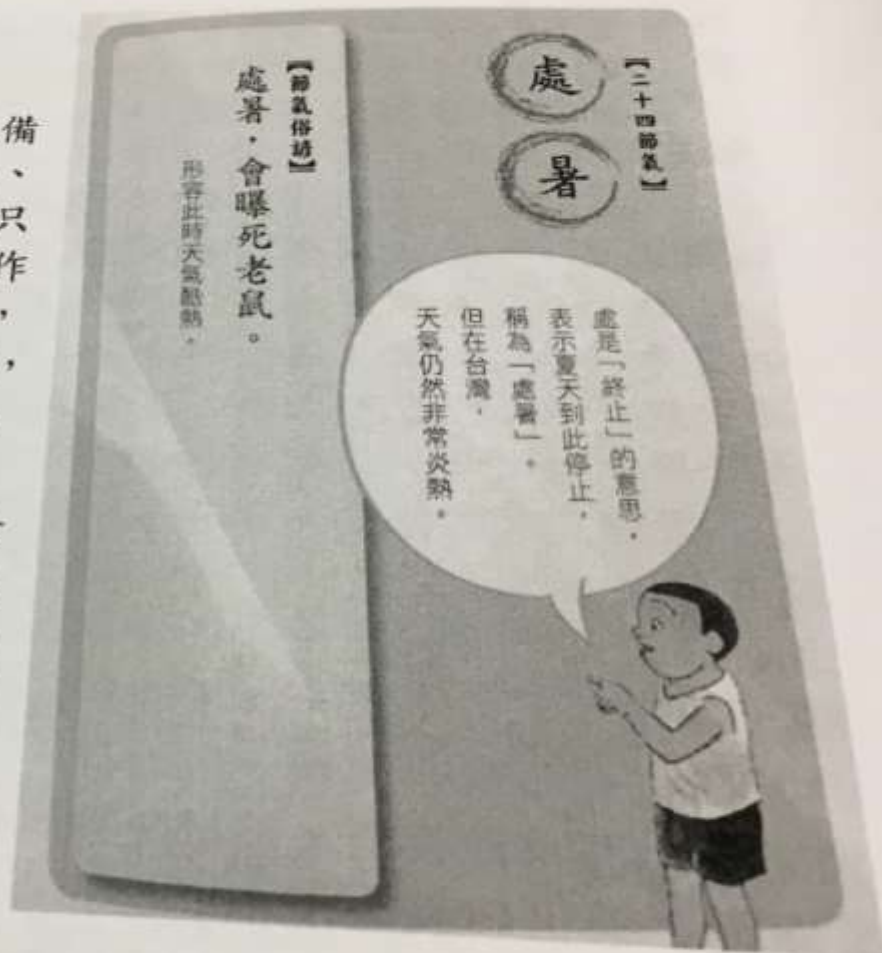 【二十四節氣】
處暑
處是「終止」的意思，
表示夏天到此停止，
稱為「處暑」。
但在台灣，
天氣仍然非常炎熱。
【節氣俗諺】
處暑，會曝死老鼠。
形容此時天氣酷熱。
備、只作，，